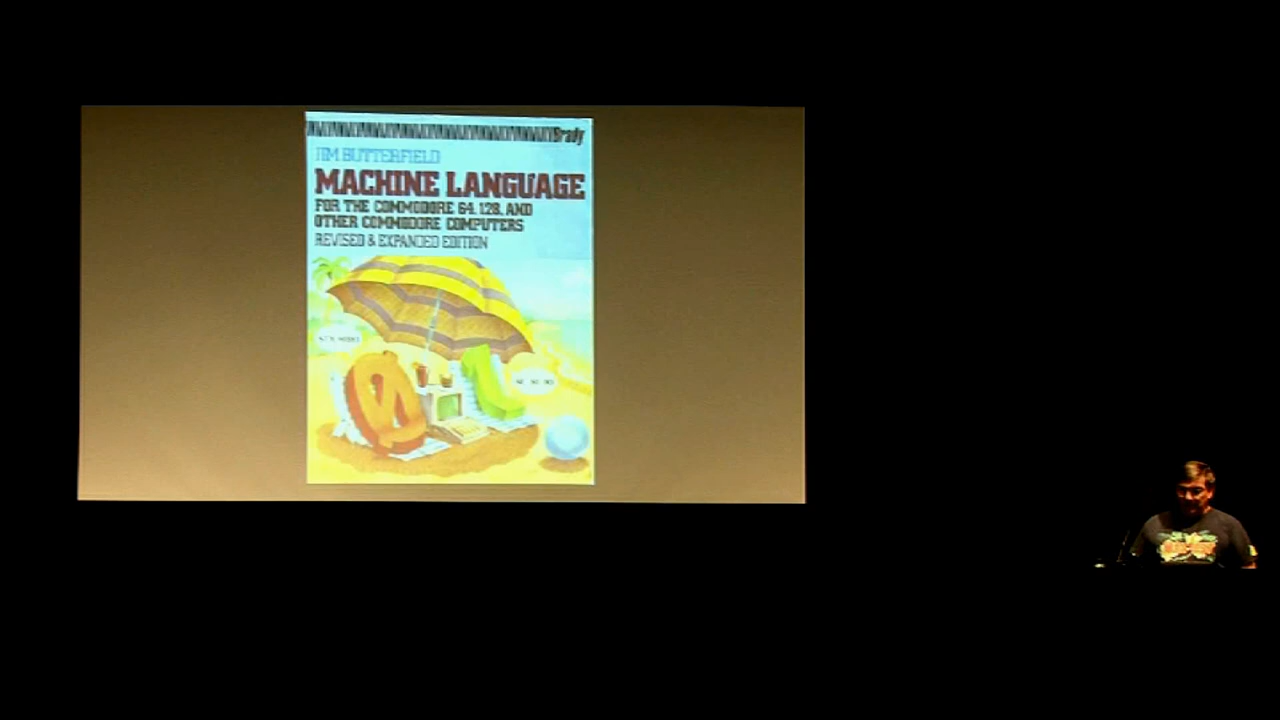 Brady
JIM BUTTERFIELD
MACHINE LANGUAGE
FOR THE COMMODORE 64, 128, AND
OTHER COMMODORE COMPUTERS
REVISED & EXPANDED EDITION